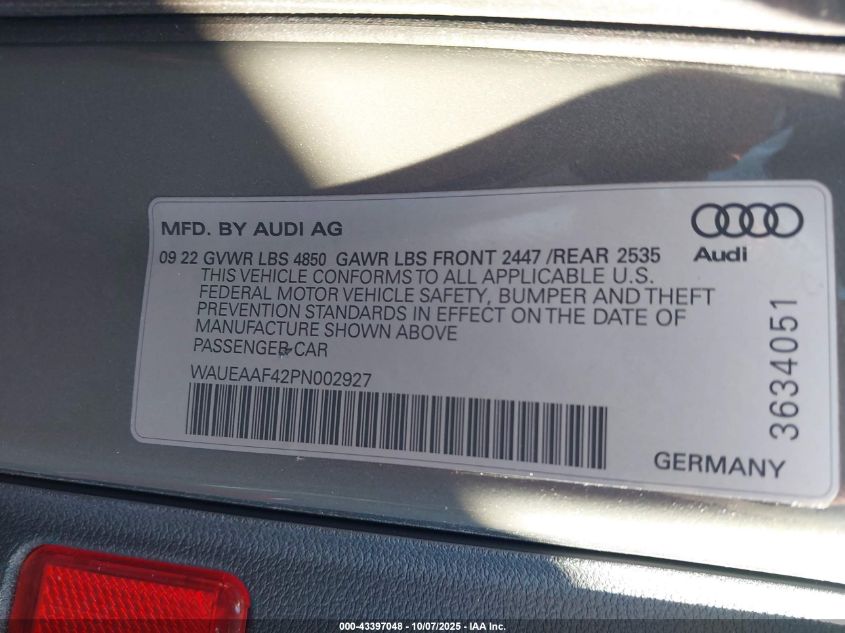 MFD. BY AUDI AG
Audi
09 22 GVWR LBS 4850 GAWR LBS FRONT 2447 /REAR 2535
THIS VEHICLE CONFORMS TO ALL APPLICABLE U.S.
FEDERAL MOTOR VEHICLE SAFETY, BUMPER AND THEFT
PREVENTION STANDARDS IN EFFECT ON THE DATE OF
MANUFACTURE SHOWN ABOVE
PASSENGER CAR
WAUEAAF42PN002927
3634051
GERMANY
000-43397048 - 10/07/2025 - IAA Inc.